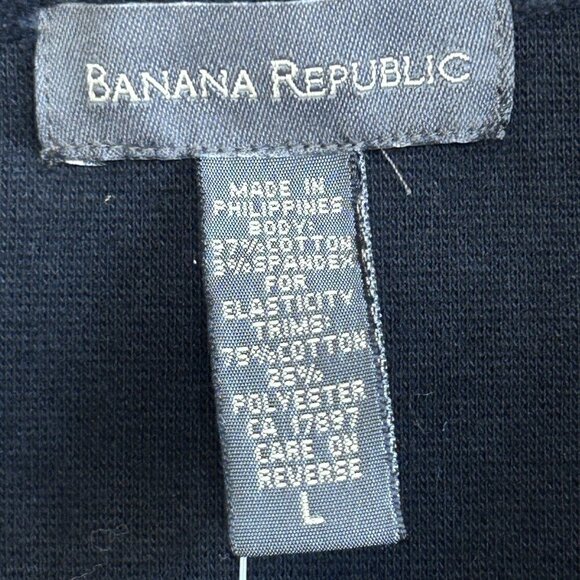 BANANA REPUBLIC
MADE IN
PHILIPPINES
BODY:
97%COTTON
3%SPANDEX
FOR
ELASTICITY
TRIMS:
75%COTTON
25%
POLYESTER
CA 17897
CARE ON
REVERSE
L